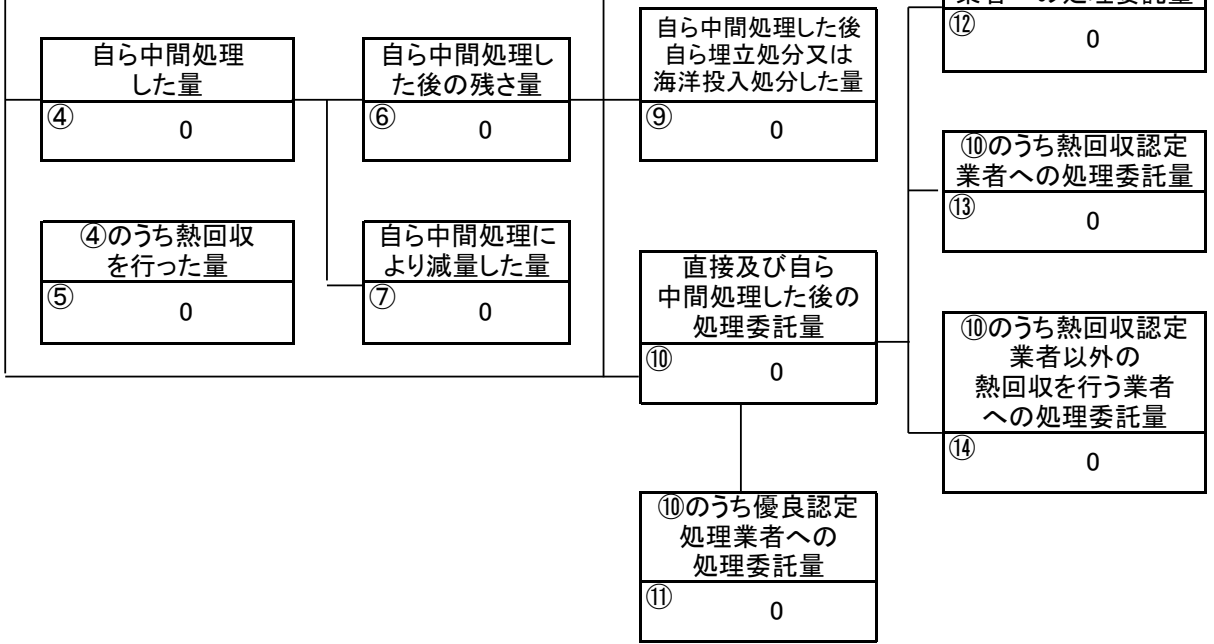 自ら中間処理
した量
④ 0
自ら中間処理し
た後の残さ量
⑥ 0
自ら中間処理した後
自ら埋立処分又は
海洋投入処分した量
⑨ 0
⑫ 0
⑩のうち熱回収認定
業者への処理委託量
⑬ 0
④のうち熱回収
を行った量
⑤ 0
自ら中間処理に
より減量した量
⑦ 0
直接及び自ら
中間処理した後の
処理委託量
⑩ 0
⑩のうち熱回収認定
業者以外の
熱回収を行う業者
への処理委託量
⑭ 0
⑩のうち優良認定
処理業者への
処理委託量
⑪ 0